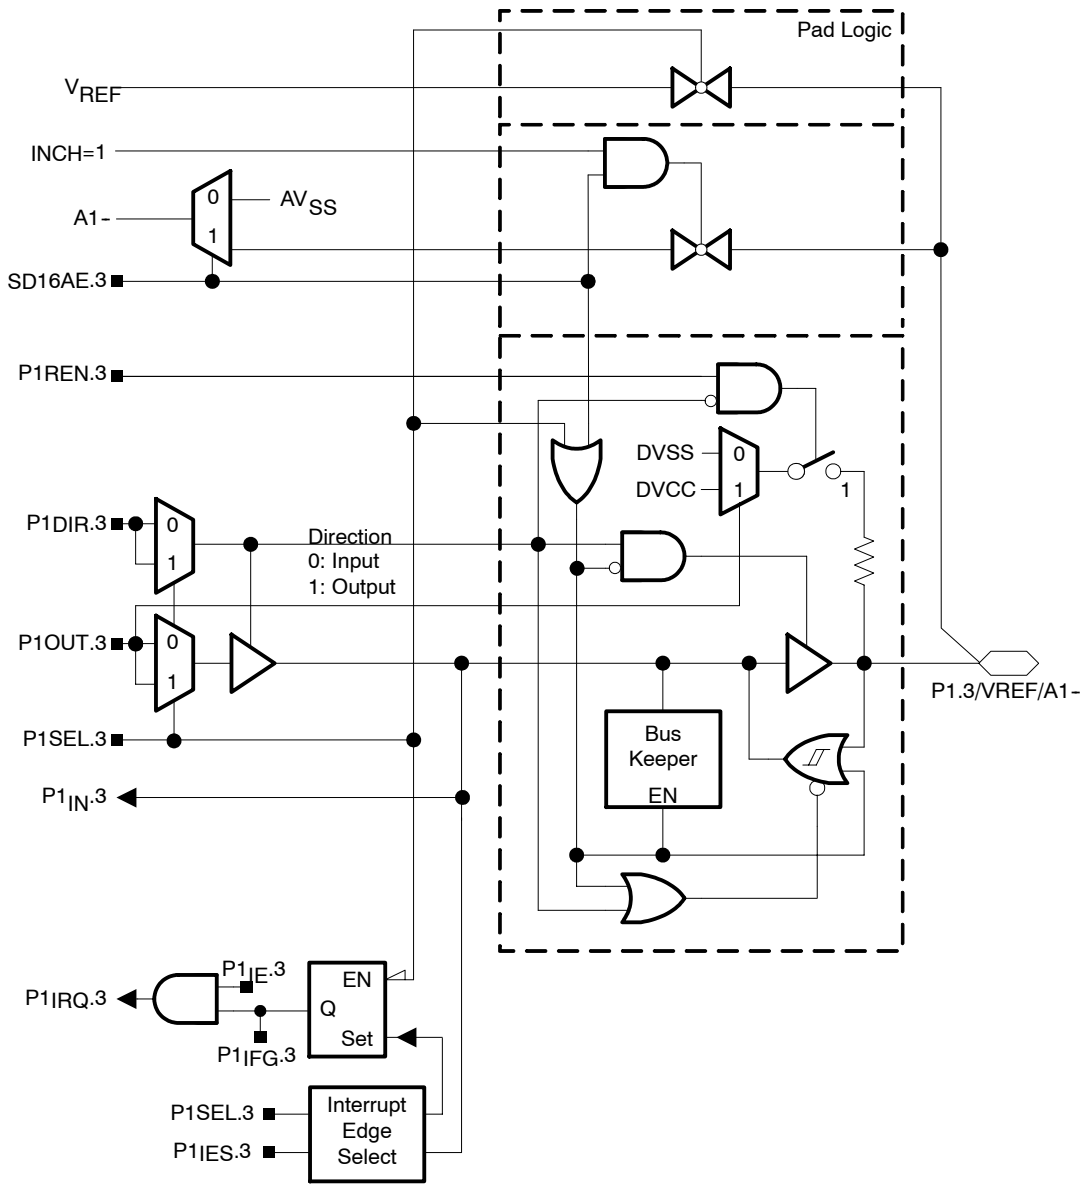 Pad Logic
VREF
INCH=1
0
AVSS
A1-
1
SD16AE.3
P1REN.3
DVSS
0
DVCC
1
1
P1DIR.3
0
Direction
0: Input
1: Output
1
P1OUT.3
0
1
P1.3/VREF/A1-
P1SEL.3
Bus
Keeper
EN
P1IN.3
P1IE.3
EN
P1IRQ.3
Q
Set
P1IFG.3
P1SEL.3
P1IES.3
Interrupt
Edge
Select